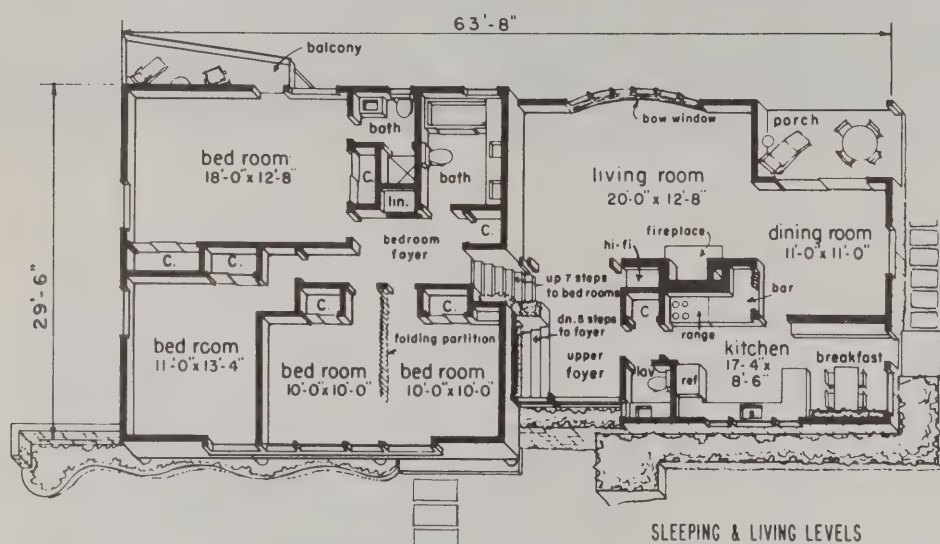 63'-8"
balcony
bath
bow window
porch
bed room
18'-0" x 12'-8"
C.
lin.
bath
living room
20'-0" x 12'-8"
fireplace
dining room
11'-0" x 11'-0"
29'-6"
bedroom
foyer
C.
hi-fi
C.
C.
up 7 steps
to bed rooms
bar
C.
C.
dn. 5 steps
to foyer
C
range
folding partition
bed room
11'-0" x 13'-4"
bed room
10'-0" x 10'-0"
bed room
10'-0" x 10'-0"
upper
foyer
lav
ref
kitchen
17'-4" x
8'-6"
breakfast
SLEEPING & LIVING LEVELS